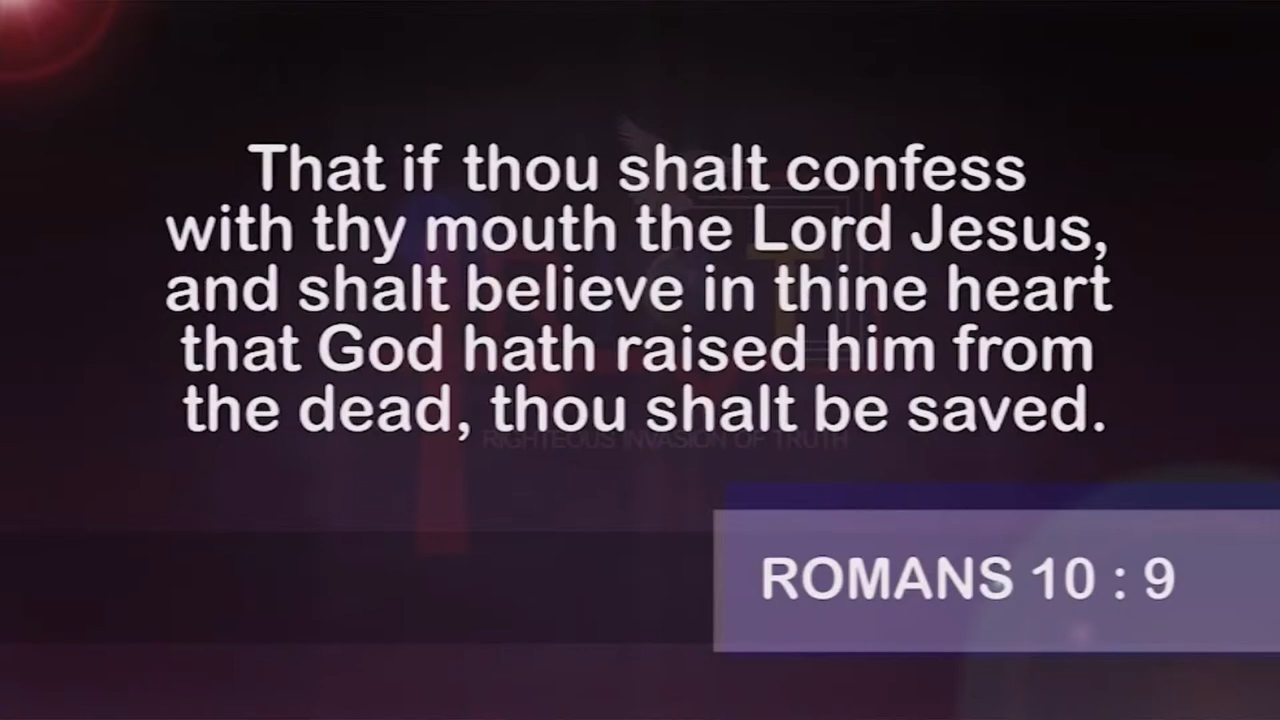 That if thou shalt confess
with thy mouth the Lord Jesus,
and shalt believe in thine heart
that God hath raised him from
the dead, thou shalt be saved.
RIGHTEOUS INVASION OF TRUTH
ROMANS 10 : 9